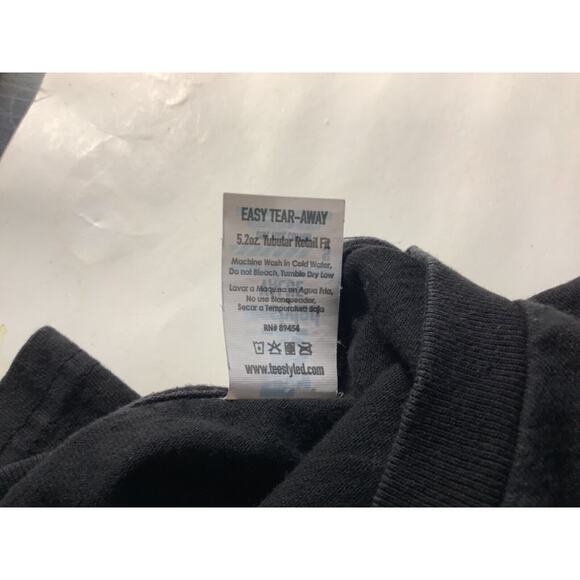 EASY TEAR-AWAY
5.2oz. Tubular Retail Fit
Machine Wash in Cold Water,
Do not Bleach, Tumble Dry Low
Lavar a Maquina en Agua Fria,
No use Blanqueador,
Secar a Temperatura Baja
RN# 89454
www.teestyled.com